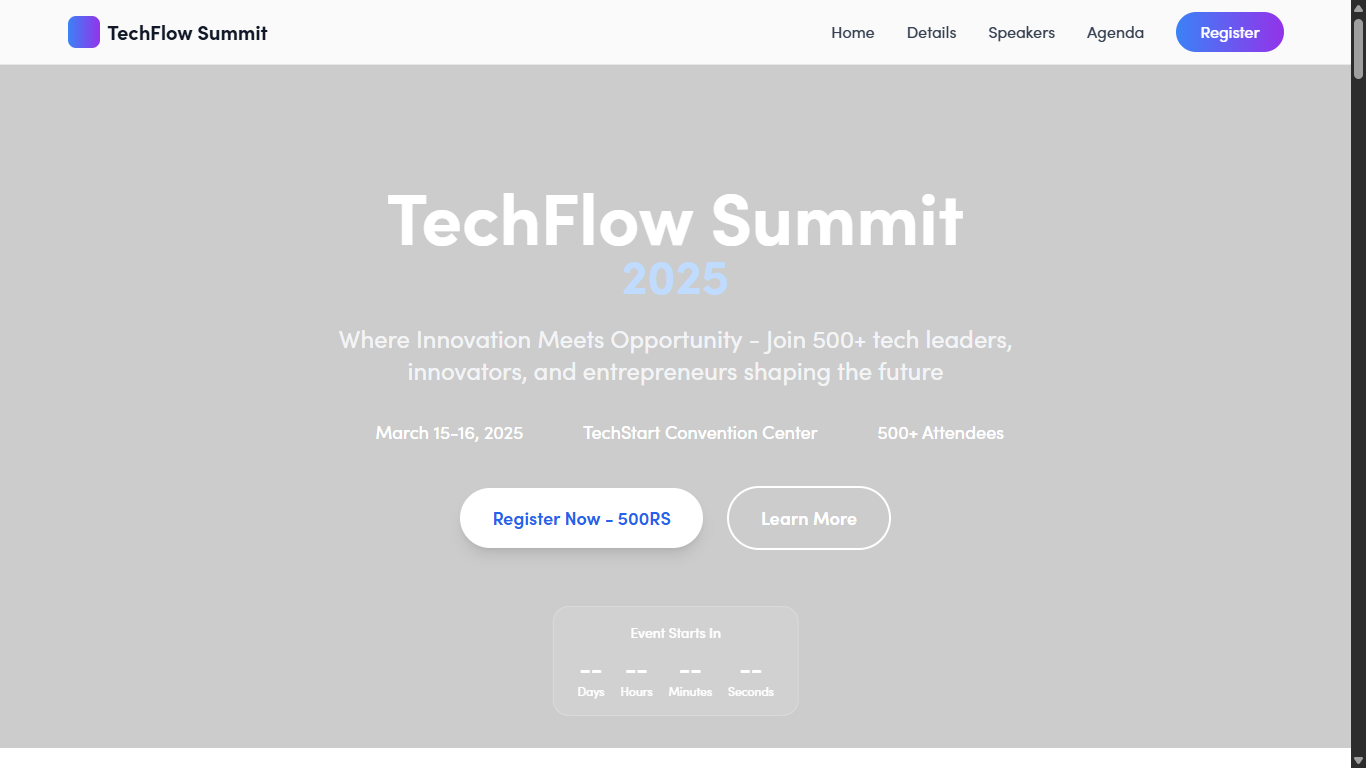 TechFlow Summit
Home Details Speakers Agenda Register
TechFlow Summit
2025
Where Innovation Meets Opportunity - Join 500+ tech leaders,
innovators, and entrepreneurs shaping the future
March 15-16, 2025 TechStart Convention Center 500+ Attendees
Register Now - 500RS Learn More
Event Starts In
-- -- -- --
Days Hours Minutes Seconds